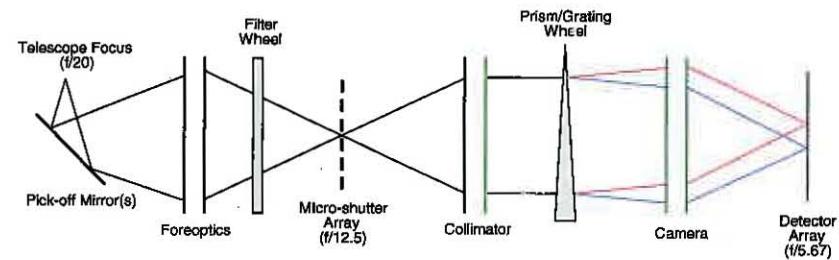 Telescope Focus
(f/20)
Pick-off Mirror(s)
Foreoptics
Filter
Wheel
Micro-shutter
Array
(f/12.5)
Collimator
Prism/Grating
Wheel
Camera
Detector
Array
(f/5.67)